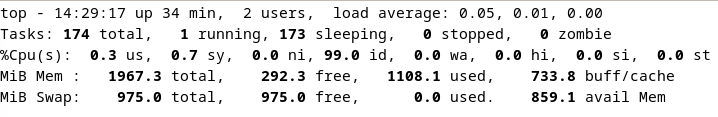 top - 14:29:17 up 34 min,  2 users,  load average: 0.05, 0.01, 0.00
Tasks: 174 total,   1 running, 173 sleeping,   0 stopped,   0 zombie
%Cpu(s):  0.3 us,  0.7 sy,  0.0 ni, 99.0 id,  0.0 wa,  0.0 hi,  0.0 si,  0.0 st
MiB Mem :   1967.3 total,    292.3 free,   1108.1 used,    733.8 buff/cache
MiB Swap:    975.0 total,    975.0 free,      0.0 used.    859.1 avail Mem